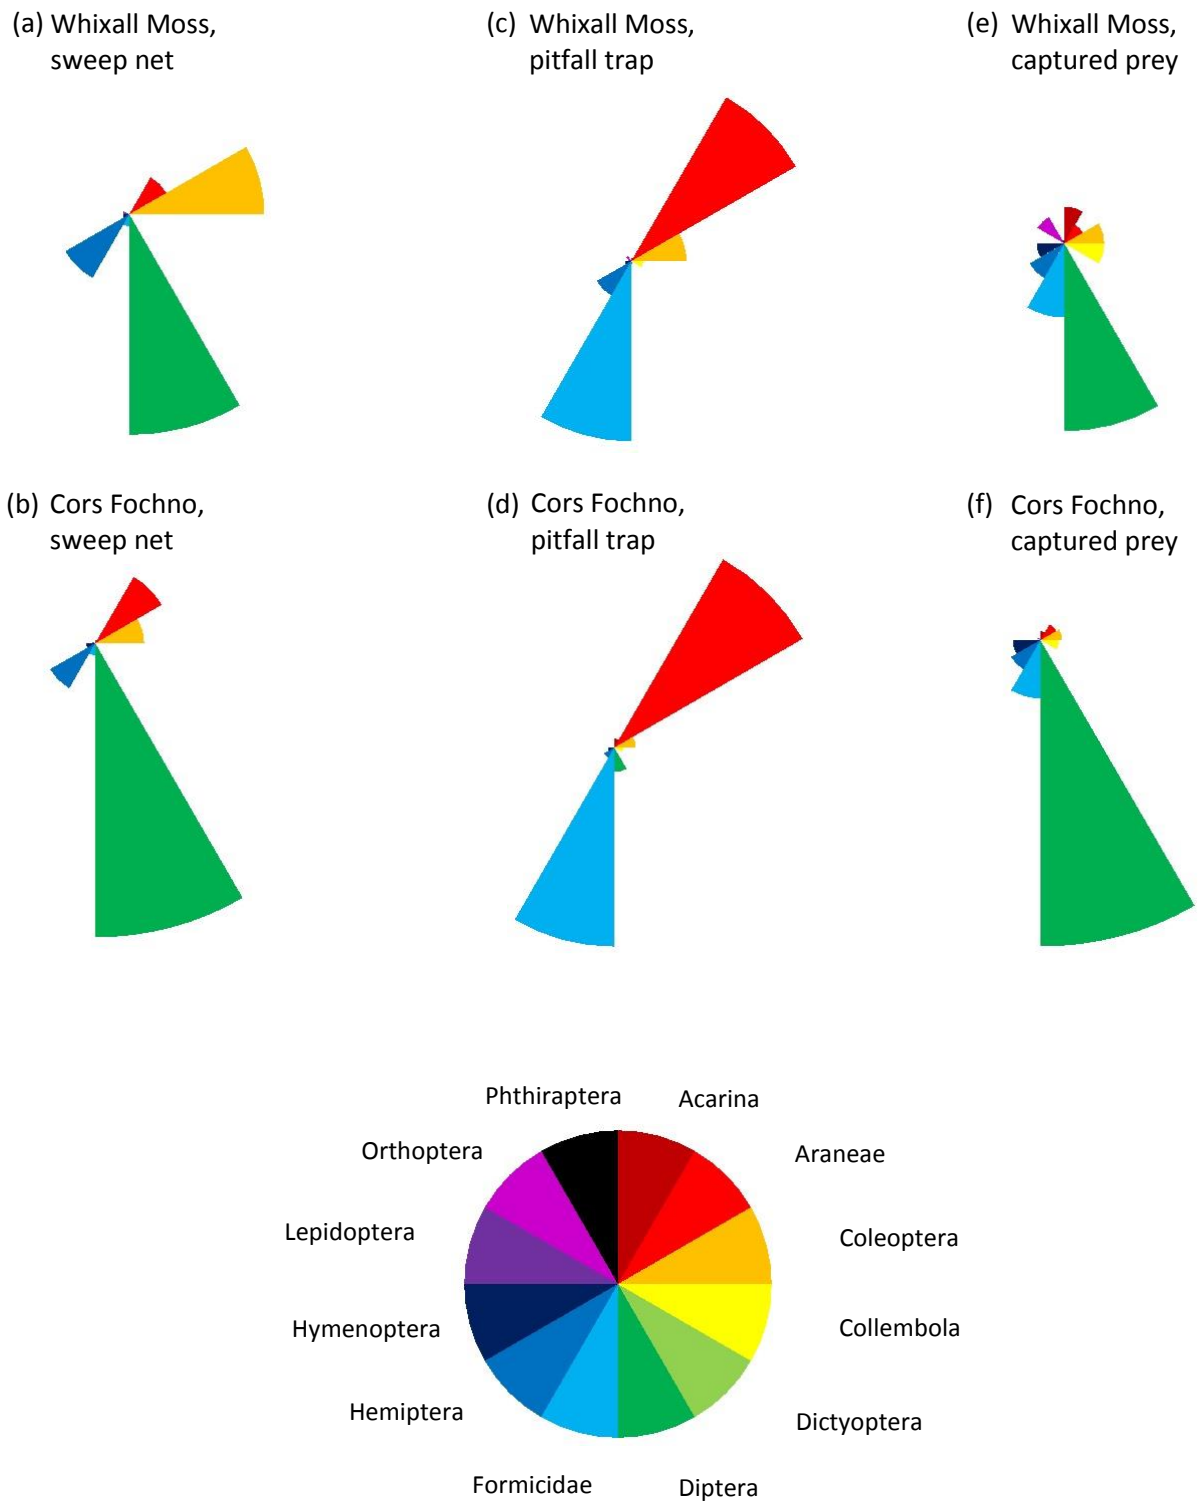 (a) Whixall Moss,
sweep net
(c) Whixall Moss,
pitfall trap
(e) Whixall Moss,
captured prey
(b) Cors Fochno,
sweep net
(d) Cors Fochno,
pitfall trap
(f) Cors Fochno,
captured prey
Phthiraptera
Acarina
Orthoptera
Araneae
Lepidoptera
Coleoptera
Hymenoptera
Collembola
Hemiptera
Dictyoptera
Formicidae
Diptera